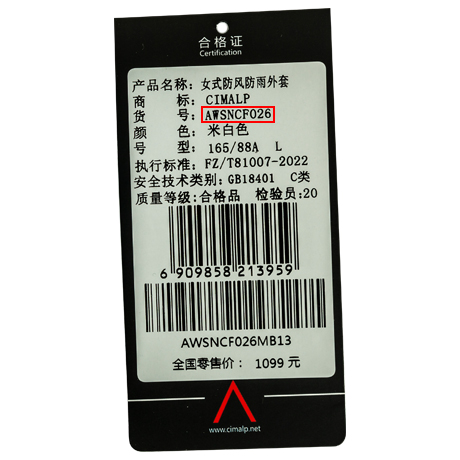 合格证
Certification
产品名称: 女式防风防雨外套
商 标: CIMALP
货 号: AWSNCF026
颜 色: 米白色
号 型: 165/88A L
执行标准: FZ/T81007-2022
安全技术类别: GB18401 C类
质量等级:合格品 检验员:20
6 909858 213959
AWSNCF026MB13
全国零售价: 1099 元
www.cimalp.net